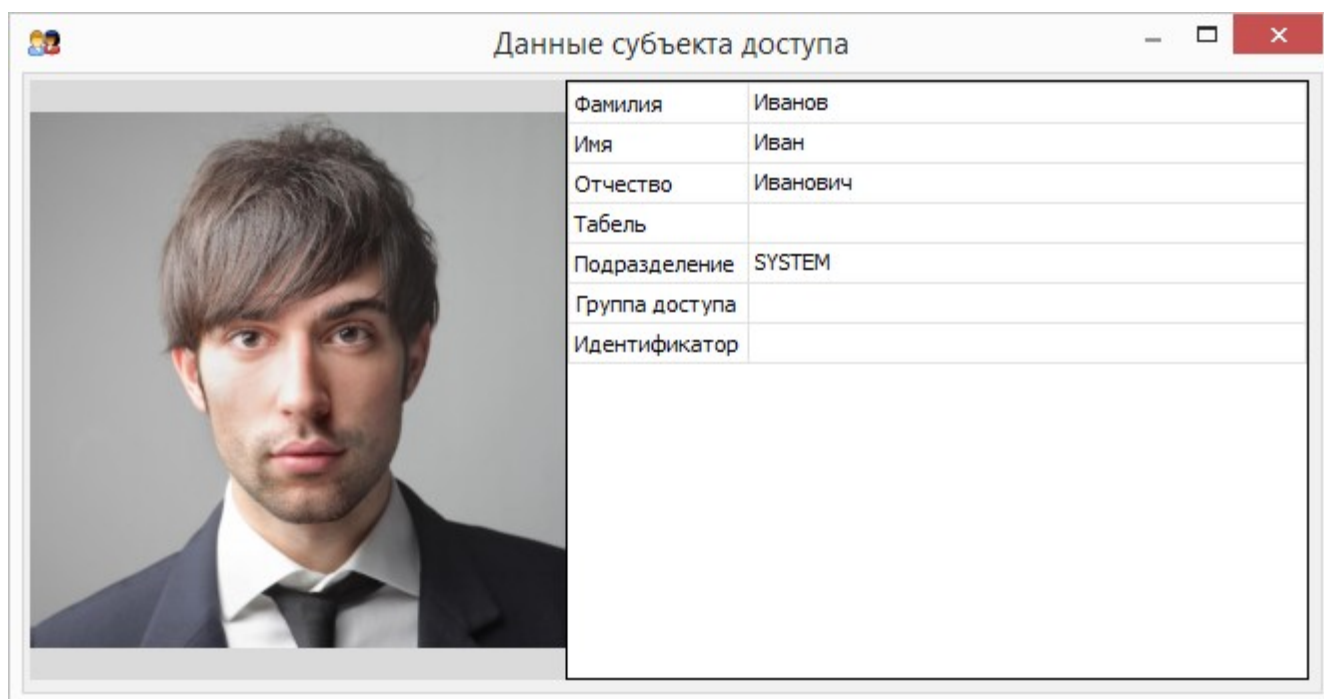 Данные субъекта доступа
Фамилия Иванов
Имя Иван
Отчество Иванович
Табель
Подразделение SYSTEM
Группа доступа
Идентификатор